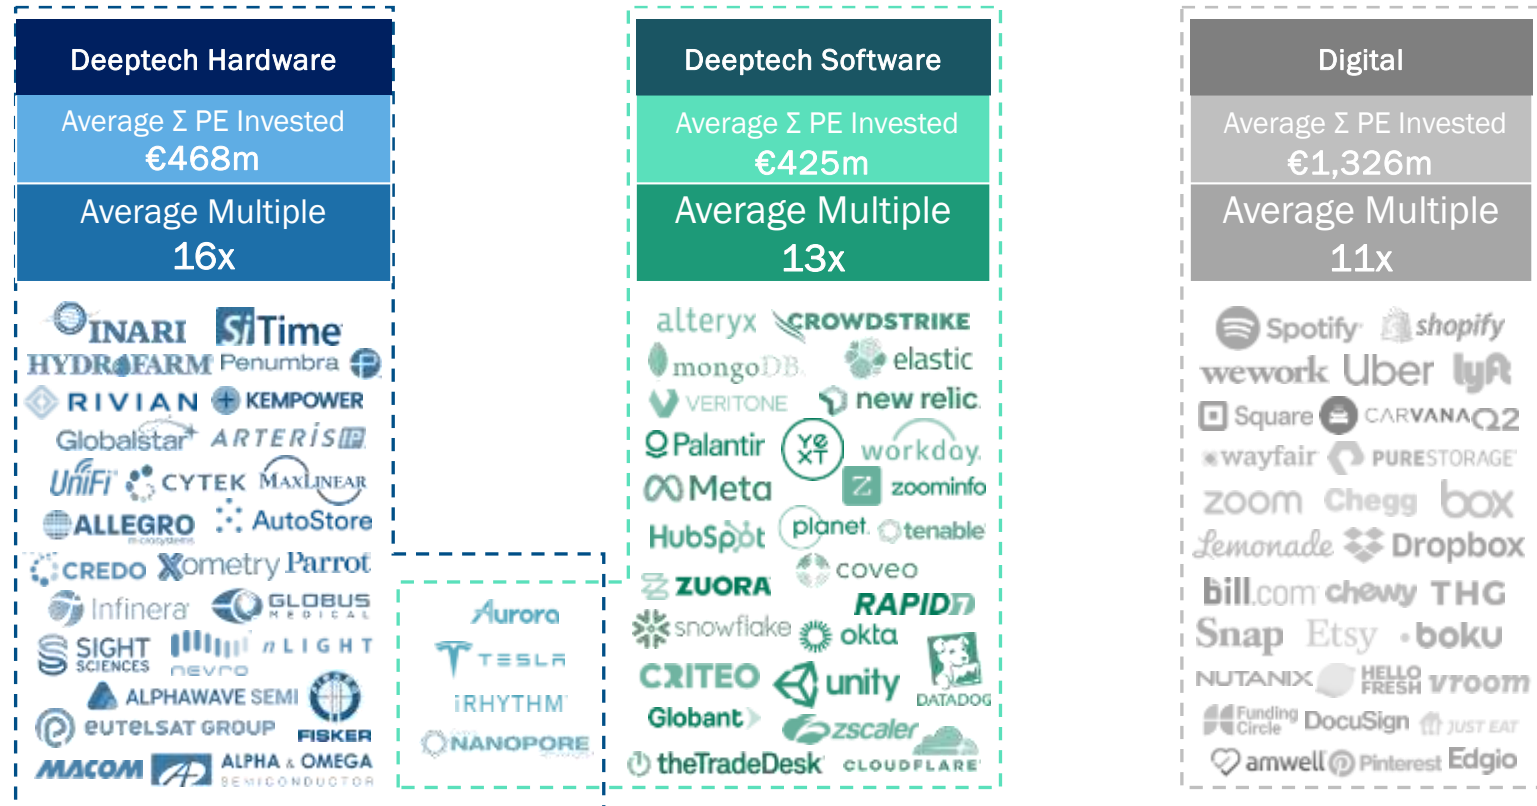 Deeptech Hardware
Average Σ PE Invested
€468m
Average Multiple
16x
INARI SiTime
HYDROFARM Penumbra P
RIVIAN KEMPOWER
Globalstar ARTERIS IP
UniFi CYTEK MAXLINEAR
ALLEGRO microsystems AutoStore
CREDO Xometry Parrot
Infinera GLOBUS MEDICAL
SIGHT SCIENCES nevro nLIGHT
ALPHAWAVE SEMI
EUTELSAT GROUP FISKER
MACOM ALPHA & OMEGA SEMICONDUCTOR
Aurora
TESLA
iRHYTHM
NANOPORE
Deeptech Software
Average Σ PE Invested
€425m
Average Multiple
13x
alteryx CROWDSTRIKE
mongoDB. elastic
VERITONE new relic.
Palantir YEXT workday.
Meta Z zoominfo
HubSpot planet. tenable
ZUORA coveo
RAPID7
snowflake okta
CRITEO unity DATADOG
Globant zscaler
theTradeDesk CLOUDFLARE
Digital
Average Σ PE Invested
€1,326m
Average Multiple
11x
Spotify shopify
wework Uber lyft
Square CARVANA Q2
wayfair PURESTORAGE
zoom Chegg box
Lemonade Dropbox
bill.com chewy THG
Snap Etsy boku
NUTANIX HELLO FRESH vroom
Funding Circle DocuSign JUST EAT
amwell Pinterest Edgio